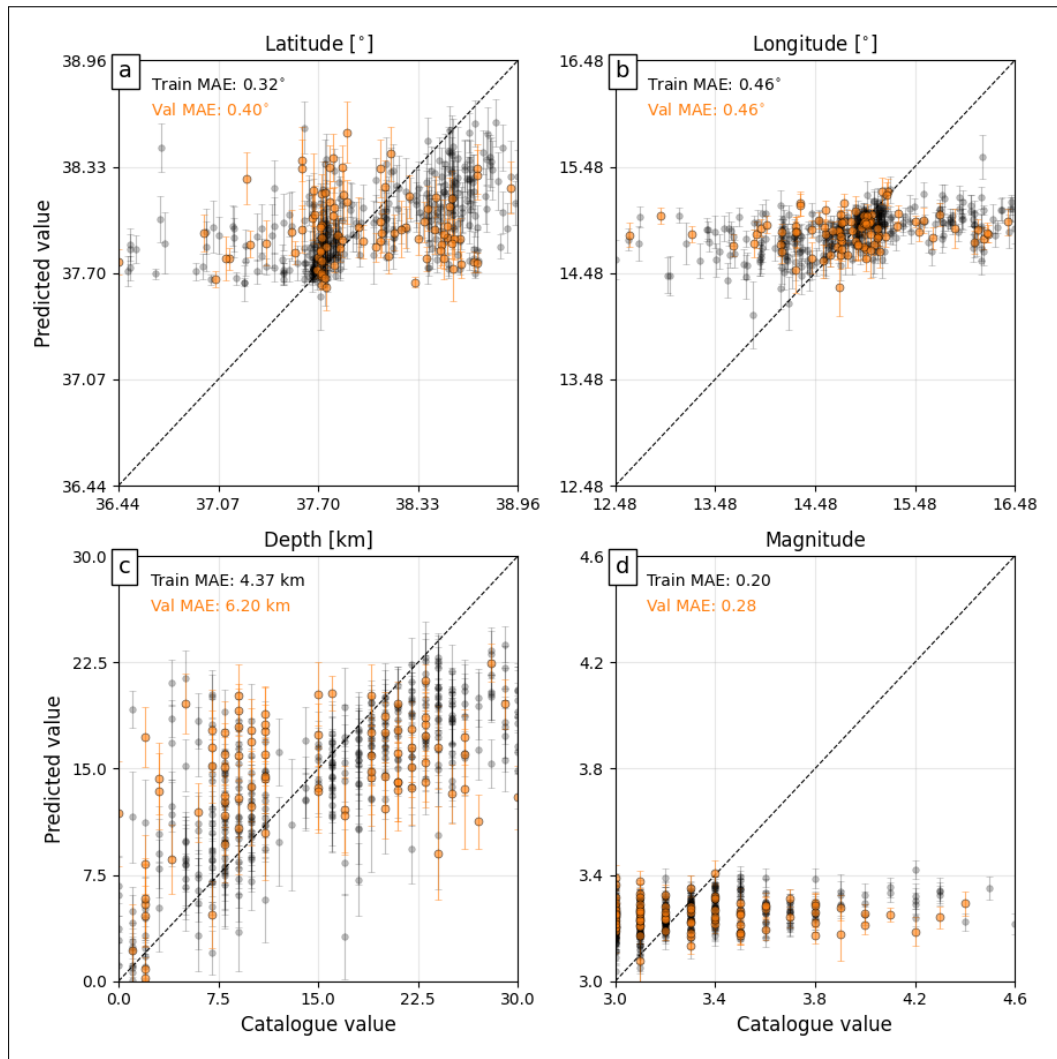 Latitude [°]
a
Train MAE: 0.32°
Val MAE: 0.40°
38.96
38.33
37.70
37.07
36.44
36.44 37.07 37.70 38.33 38.96
Predicted value
Longitude [°]
b
Train MAE: 0.46°
Val MAE: 0.46°
16.48
15.48
14.48
13.48
12.48
12.48 13.48 14.48 15.48 16.48
Depth [km]
c
Train MAE: 4.37 km
Val MAE: 6.20 km
30.0
22.5
15.0
7.5
0.0
0.0 7.5 15.0 22.5 30.0
Predicted value
Catalogue value
Magnitude
d
Train MAE: 0.20
Val MAE: 0.28
4.6
4.2
3.8
3.4
3.0
3.0 3.4 3.8 4.2 4.6
Catalogue value